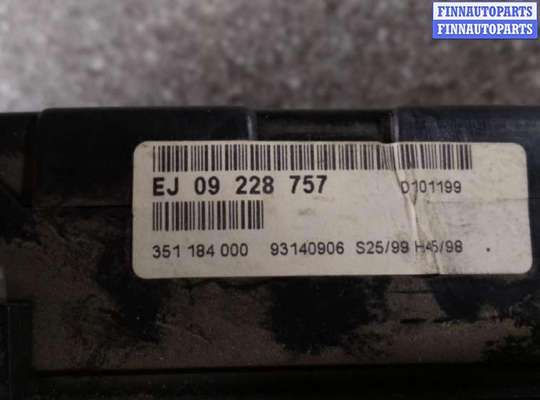 FINNAUTOPARTS
FINNAUTOPARTS
EJ 09 228 757 0101199
351 184 000 93140906 S25/99 H45/98